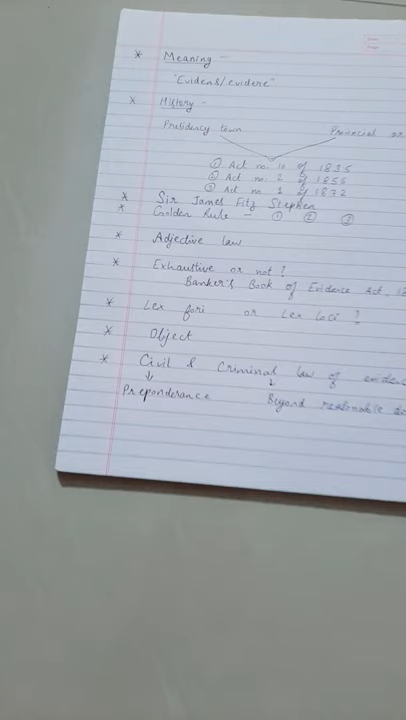 * Meaning -
"Evidens/evidere"
* History -
Presidency town Provincial
① Act no. 10 of 1835
② Act no. 2 of 1855
③ Act no 1 of 1872
* Sir James Fitz Stephen
* Golden Rule - ① ② ③
* Adjective law
* Exhaustive or not?
Banker's Book of Evidence Act,
* Lex fori or Lex loci ?
* Object
* Civil & Criminal law of
Preponderance Beyond reasonable